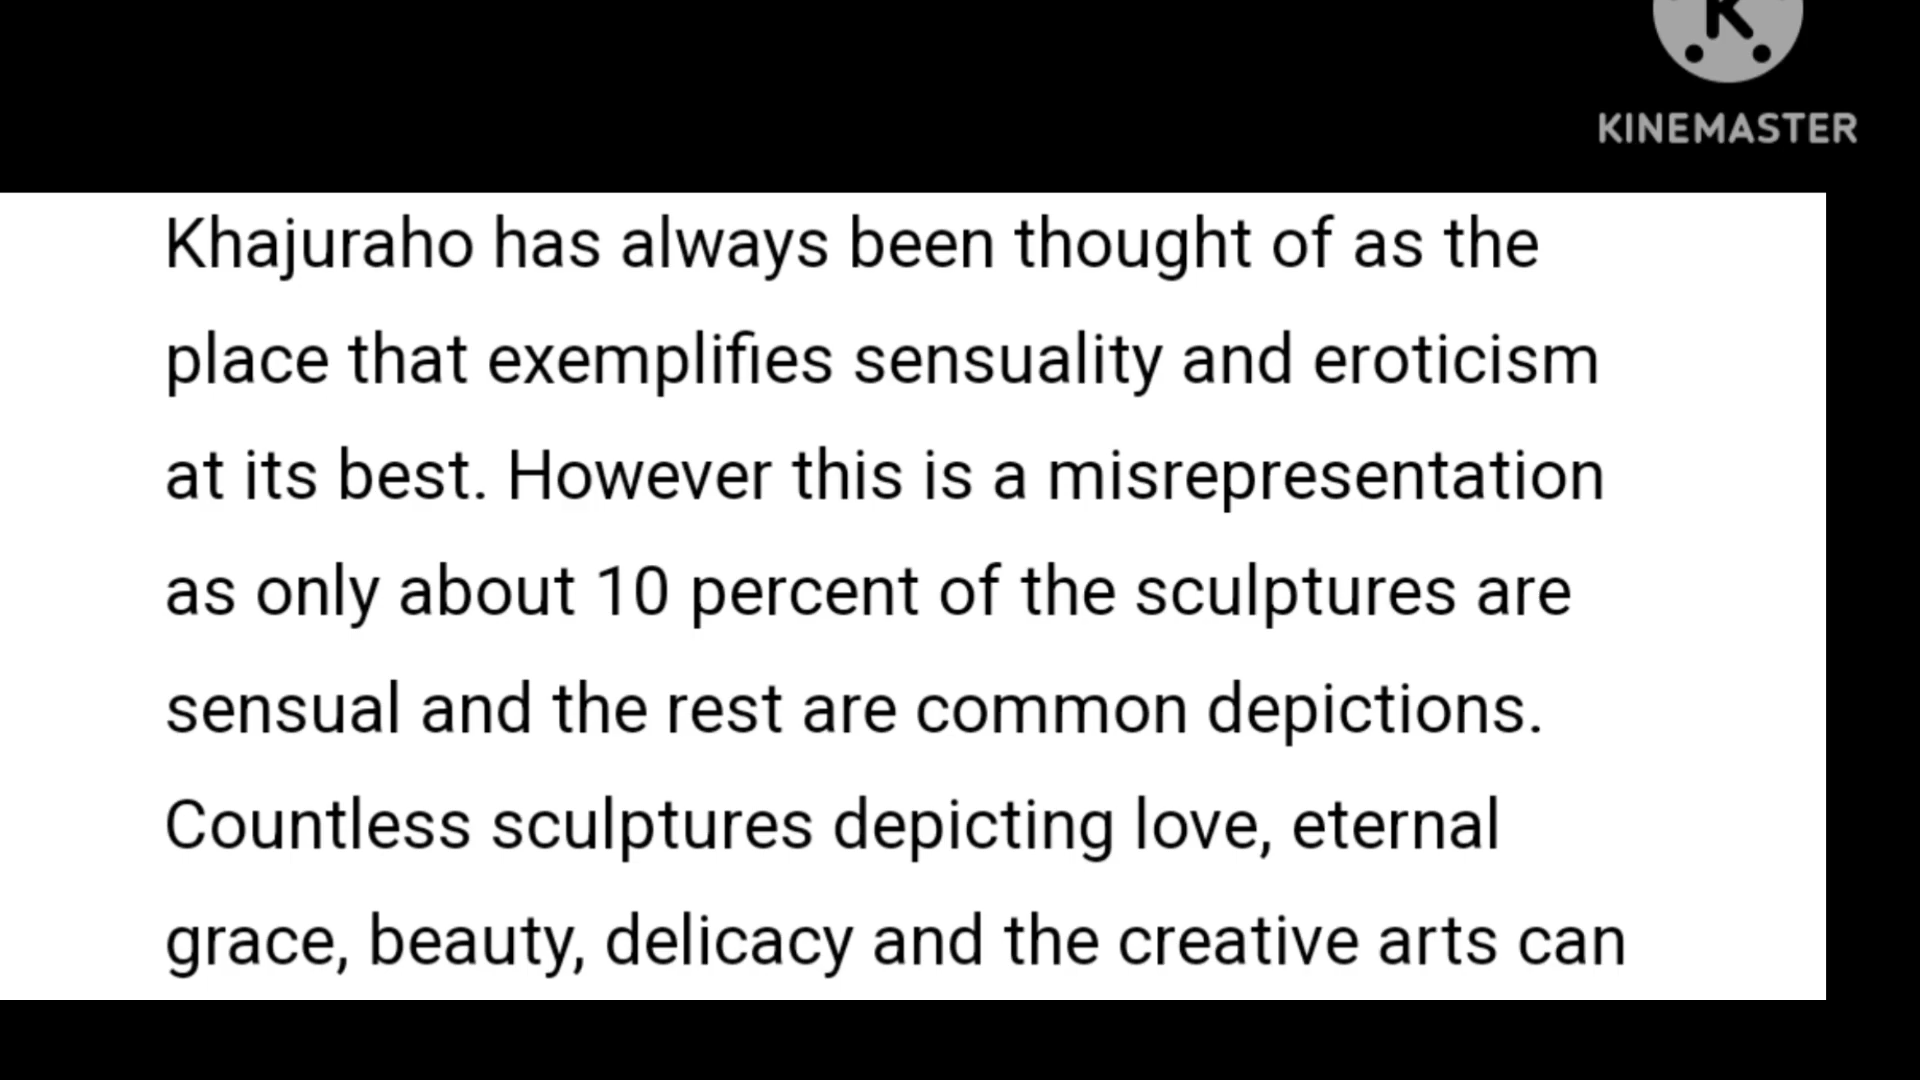 K
KINEMASTER
Khajuraho has always been thought of as the
place that exemplifies sensuality and eroticism
at its best. However this is a misrepresentation
as only about 10 percent of the sculptures are
sensual and the rest are common depictions.
Countless sculptures depicting love, eternal
grace, beauty, delicacy and the creative arts can